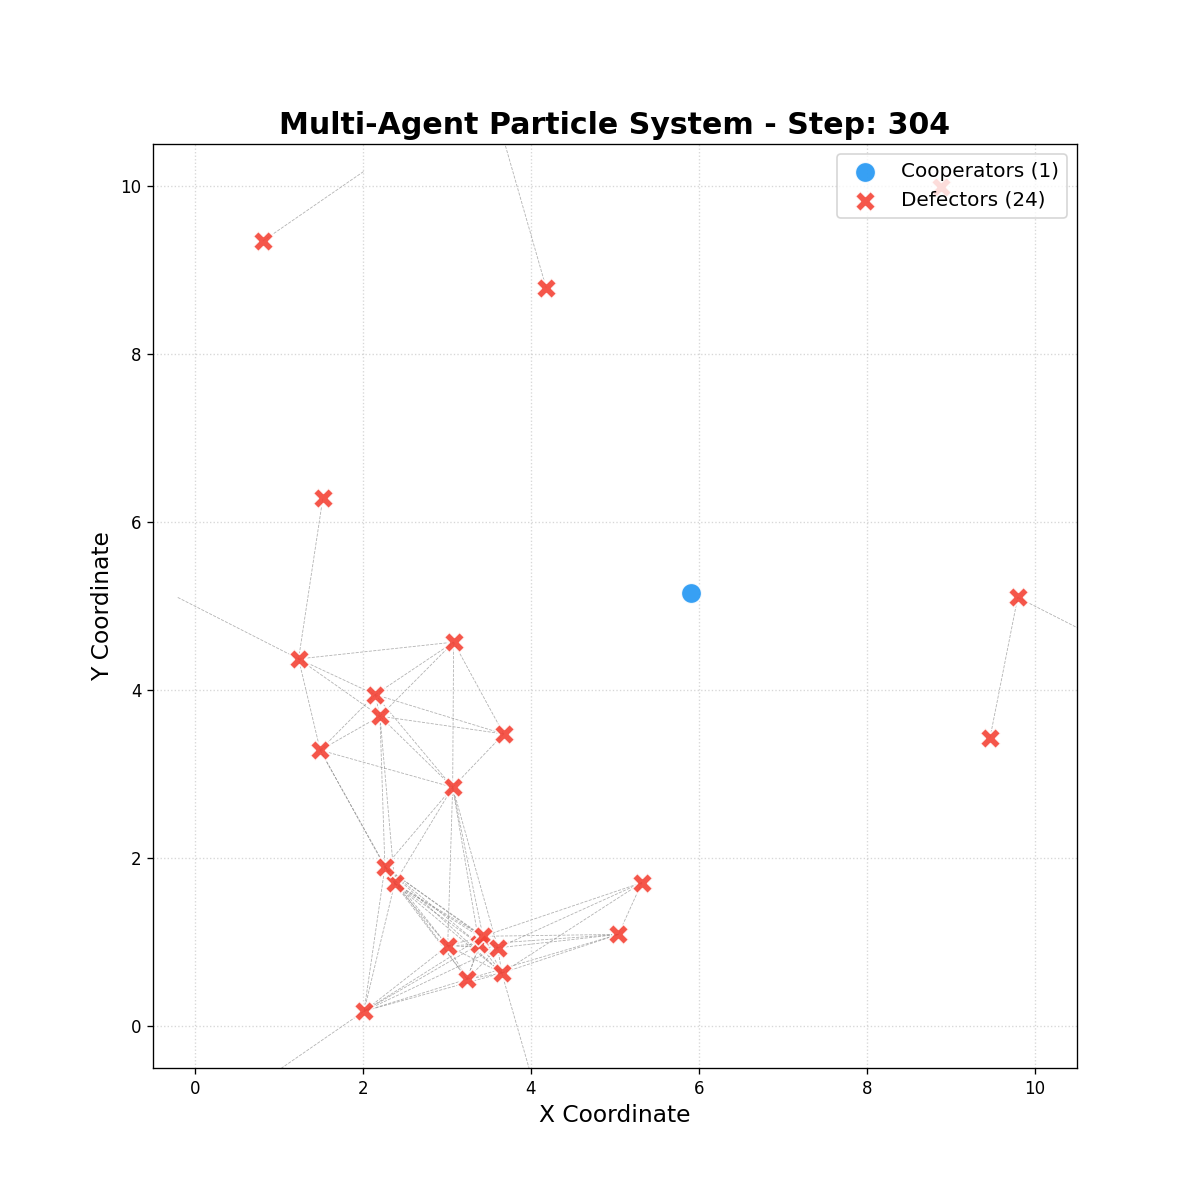 Multi-Agent Particle System - Step: 304
Cooperators (1)
Defectors (24)
Y Coordinate
10
8
6
4
2
0
0 2 4 6 8 10
X Coordinate